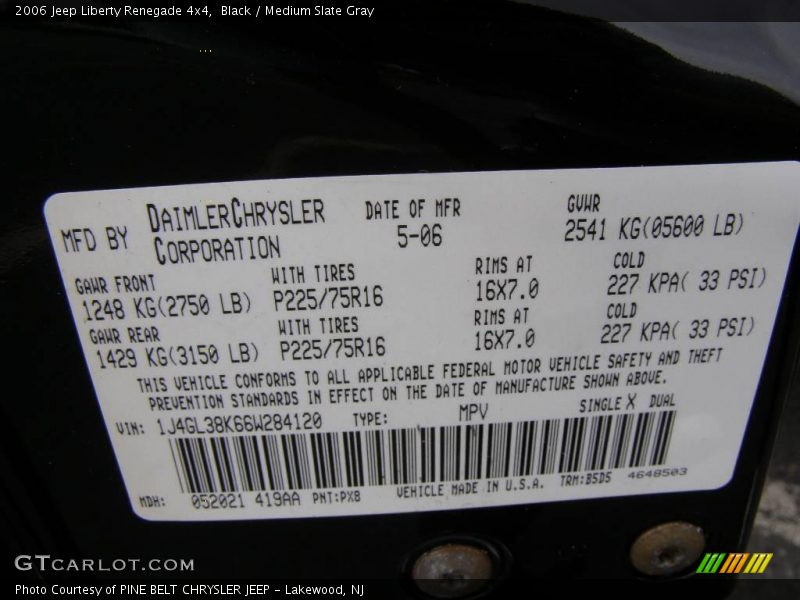 2006 Jeep Liberty Renegade 4x4,  Black / Medium Slate Gray
MFD BY DAIMLERCHRYSLER CORPORATION
DATE OF MFR 5-06
GVWR 2541 KG(05600 LB)
GAWR FRONT WITH TIRES RIMS AT COLD
1248 KG(2750 LB) P225/75R16 16X7.0 227 KPA( 33 PSI)
GAWR REAR WITH TIRES RIMS AT COLD
1429 KG(3150 LB) P225/75R16 16X7.0 227 KPA( 33 PSI)
THIS VEHICLE CONFORMS TO ALL APPLICABLE FEDERAL MOTOR VEHICLE SAFETY AND THEFT
PREVENTION STANDARDS IN EFFECT ON THE DATE OF MANUFACTURE SHOWN ABOVE.
VIN: 1J4GL38K66W284120 TYPE: MPV SINGLE X DUAL
MDH: 052021 419AA PNT:PX8 VEHICLE MADE IN U.S.A. TRM:B5D5 4648503
GTCARLOT.COM
Photo Courtesy of PINE BELT CHRYSLER JEEP - Lakewood, NJ